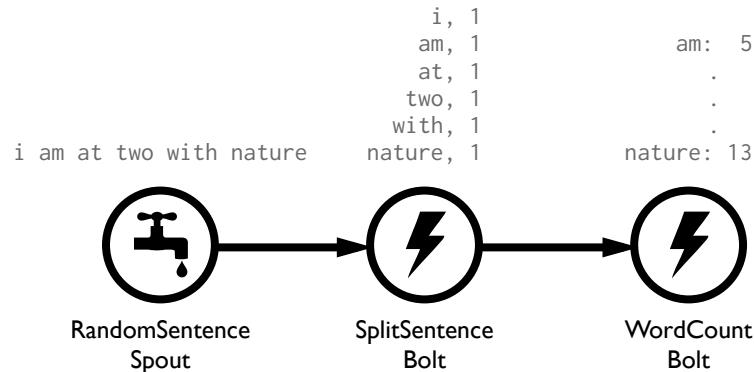 i am at two with nature
i, 1
am, 1
at, 1
two, 1
with, 1
nature, 1
am: 5
.
.
.
nature: 13
RandomSentence
Spout
SplitSentence
Bolt
WordCount
Bolt